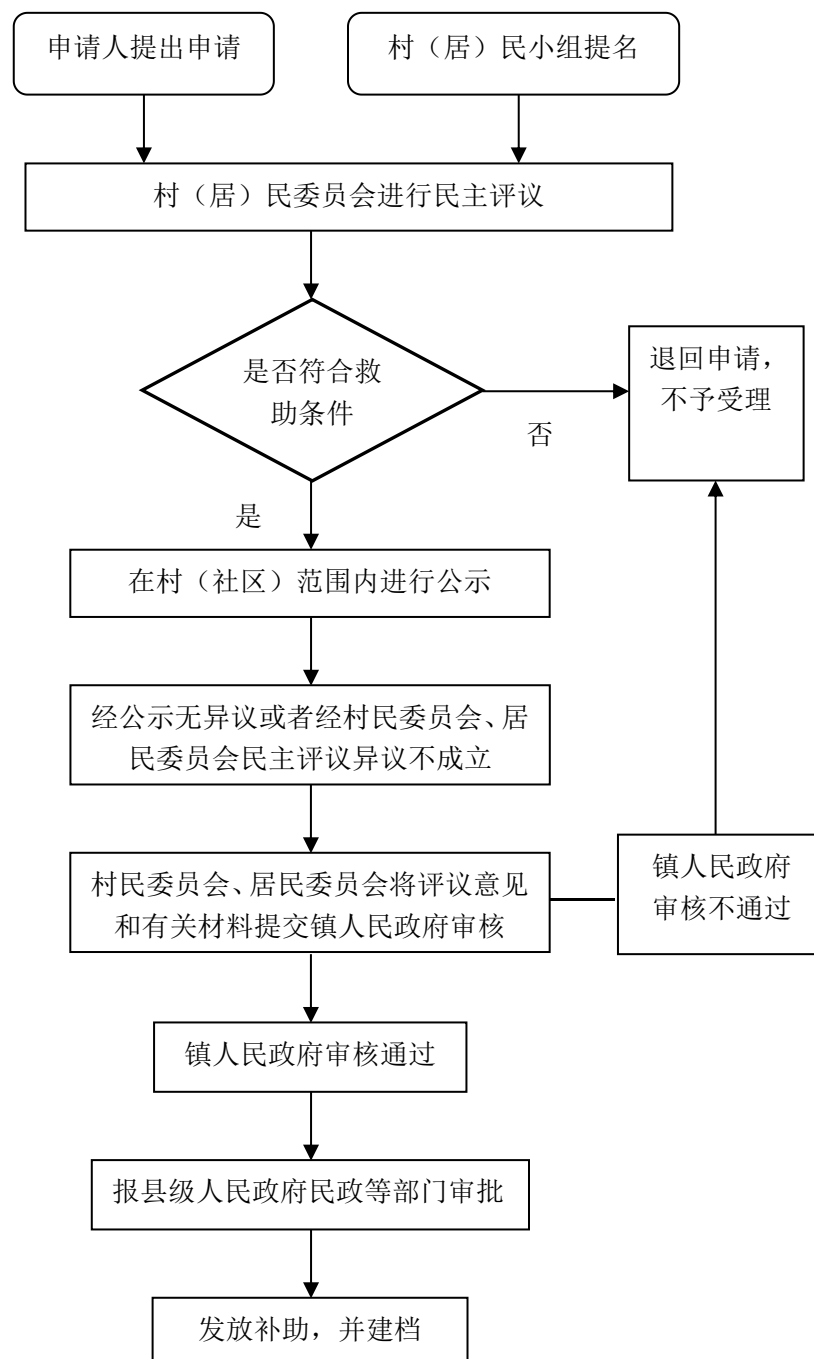 申请人提出申请
村（居）民小组提名
村（居）民委员会进行民主评议
是否符合救
助条件
退回申请，
不予受理
否
是
在村（社区）范围内进行公示
经公示无异议或者经村民委员会、居
民委员会民主评议异议不成立
村民委员会、居民委员会将评议意见
和有关材料提交镇人民政府审核
镇人民政府
审核不通过
镇人民政府审核通过
报县级人民政府民政等部门审批
发放补助，并建档